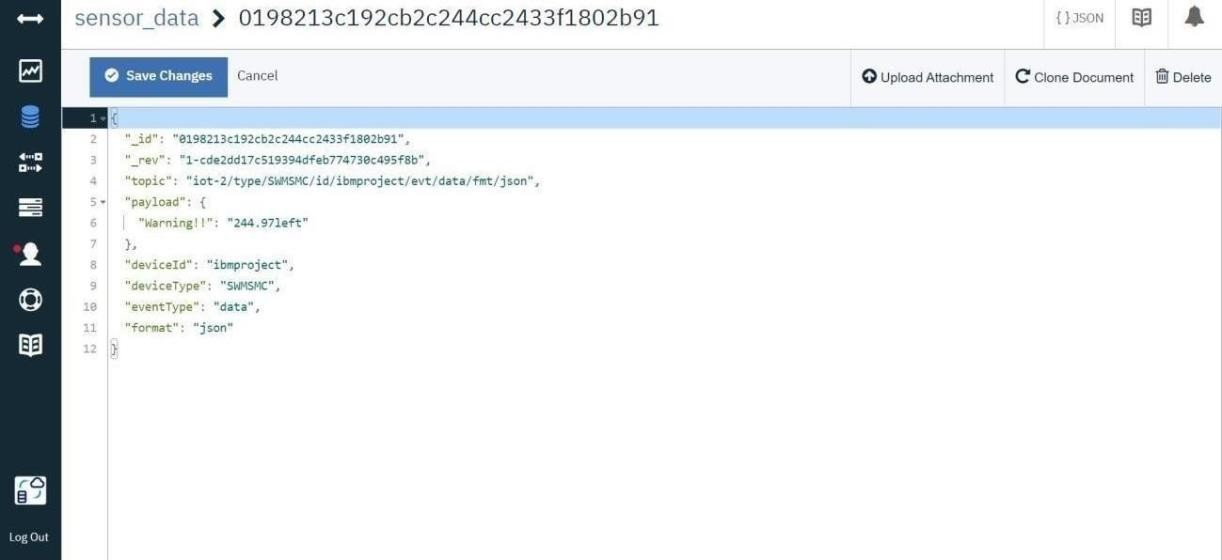 sensor_data > 0198213c192cb2c244cc2433f1802b91
{ } JSON
Save Changes
Cancel
Upload Attachment
Clone Document
Delete
1 {
2 "_id": "0198213c192cb2c244cc2433f1802b91",
3 "_rev": "1-cde2dd17c519394dfeb774730c495f8b",
4 "topic": "iot-2/type/SWMSMC/id/ibmproject/evt/data/fmt/json",
5 "payload": {
6 "Warning!!": "244.97left"
7 },
8 "deviceId": "ibmproject",
9 "deviceType": "SWMSMC",
10 "eventType": "data",
11 "format": "json"
12 }
Log Out